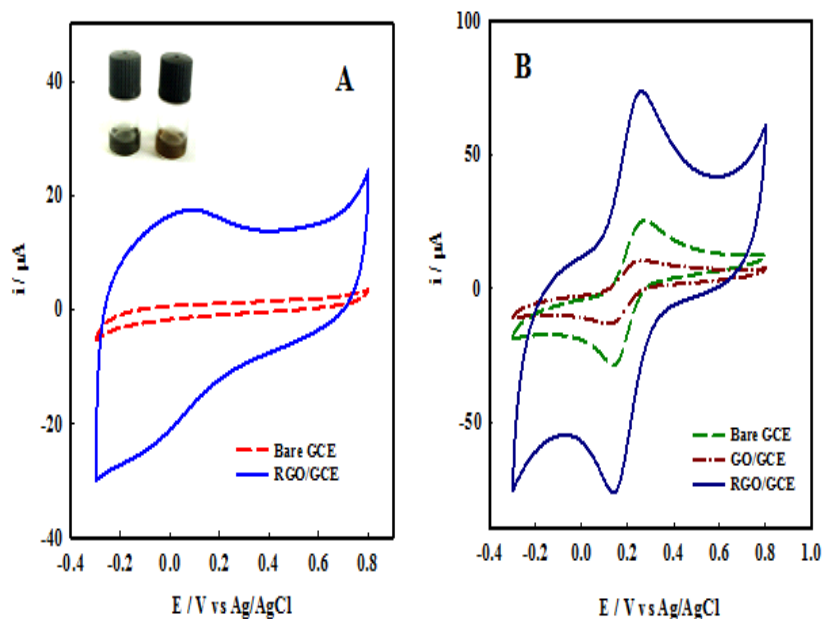 A
40
20
0
-20
-40
i / µA
Bare GCE
RGO/GCE
-0.4 -0.2 0.0 0.2 0.4 0.6 0.8
E / V vs Ag/AgCl
B
100
50
0
-50
i / µA
Bare GCE
GO/GCE
RGO/GCE
-0.4 -0.2 0.0 0.2 0.4 0.6 0.8 1.0
E / V vs Ag/AgCl